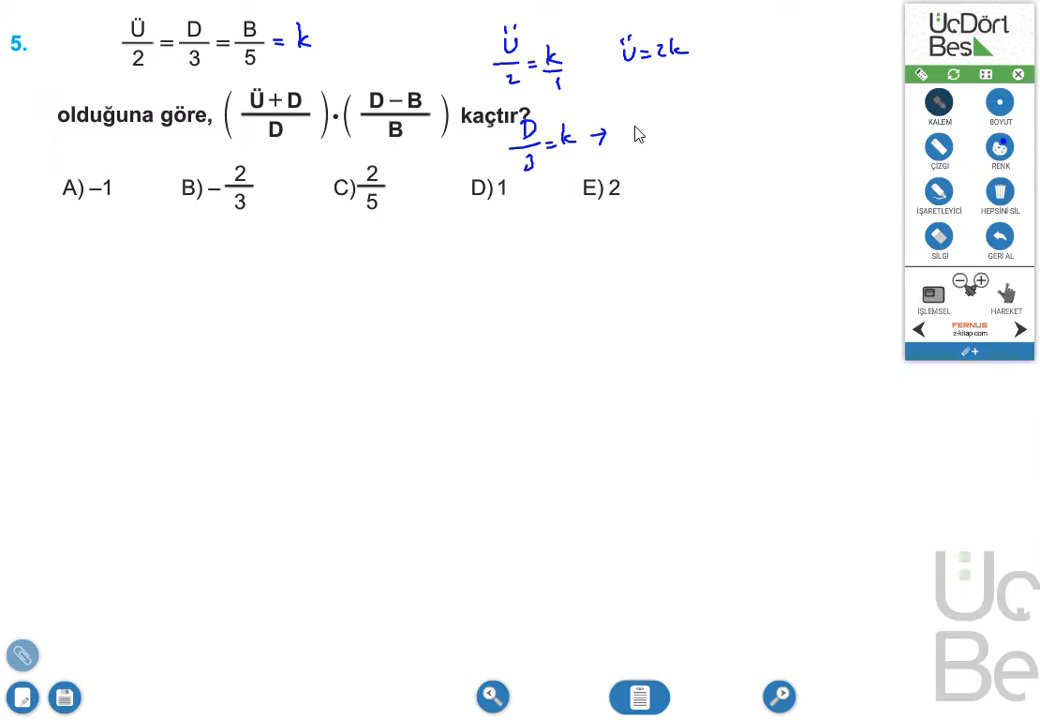 5. Ü/2 = D/3 = B/5 = k
olduğuna göre, ( Ü + D / D ) · ( D – B / B ) kaçtır?
A) –1 B) – 2/3 C) 2/5 D) 1 E) 2
Ü/2 = k/1 Ü = 2k
D/3 = k →
ÜçDört
Beş
KALEM BOYUT
ÇİZGİ RENK
İŞARETLEYİCİ HEPSİNİ SİL
SİLGİ GERİ AL
İŞLEMSEL HAREKET
FERNUS
z-kitap.com
Üç
Be